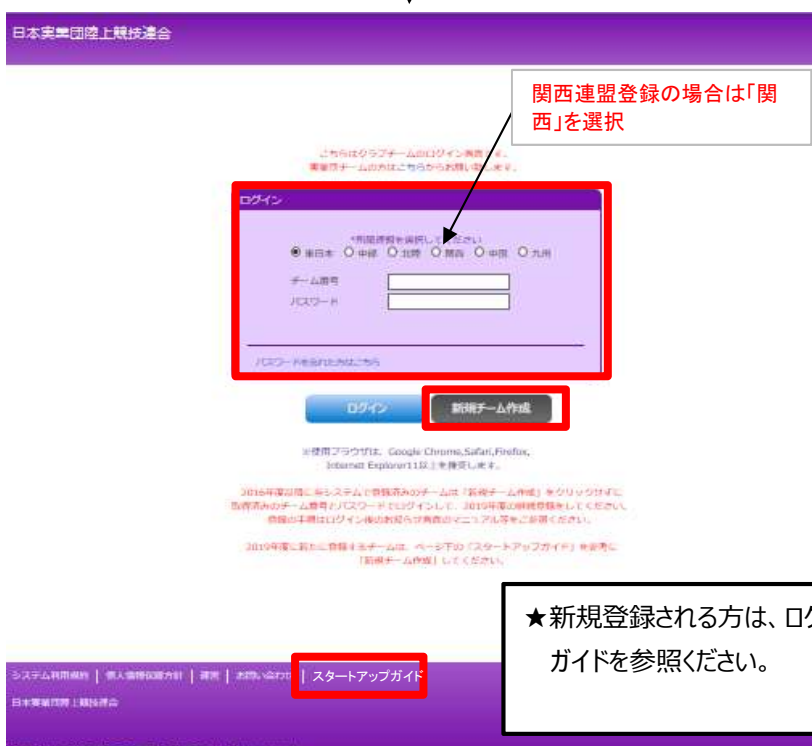 日本実業団陸上競技連合
関西連盟登録の場合は「関
西」を選択
こちらはクラブチームのログイン画面です。
実業団チームの方はこちらからお願い致します。
ログイン
*所属連盟を選択してください
東日本 中部 北陸 関西 中国 九州
チーム番号
パスワード
パスワードを忘れた方はこちら
ログイン 新規チーム作成
※使用ブラウザは、Google Chrome,Safari,Firefox,
Internet Explorer11以上を推奨します。
2016年度以降に当システムで登録済みのチームは「新規チーム作成」をクリックせずに
取得済みのチーム番号とパスワードでログインして、2019年度の継続登録をしてください。
登録の手順はログイン後のお知らせ画面のマニュアル等をご参照ください。
2019年度に新たに登録するチームは、ページ下の「スタートアップガイド」を参考に
「新規チーム作成」してください。
★新規登録される方は、ログ
ガイドを参照ください。
システム利用規約 | 個人情報保護方針 | 運営 | お問い合わせ | スタートアップガイド
日本実業団陸上競技連合